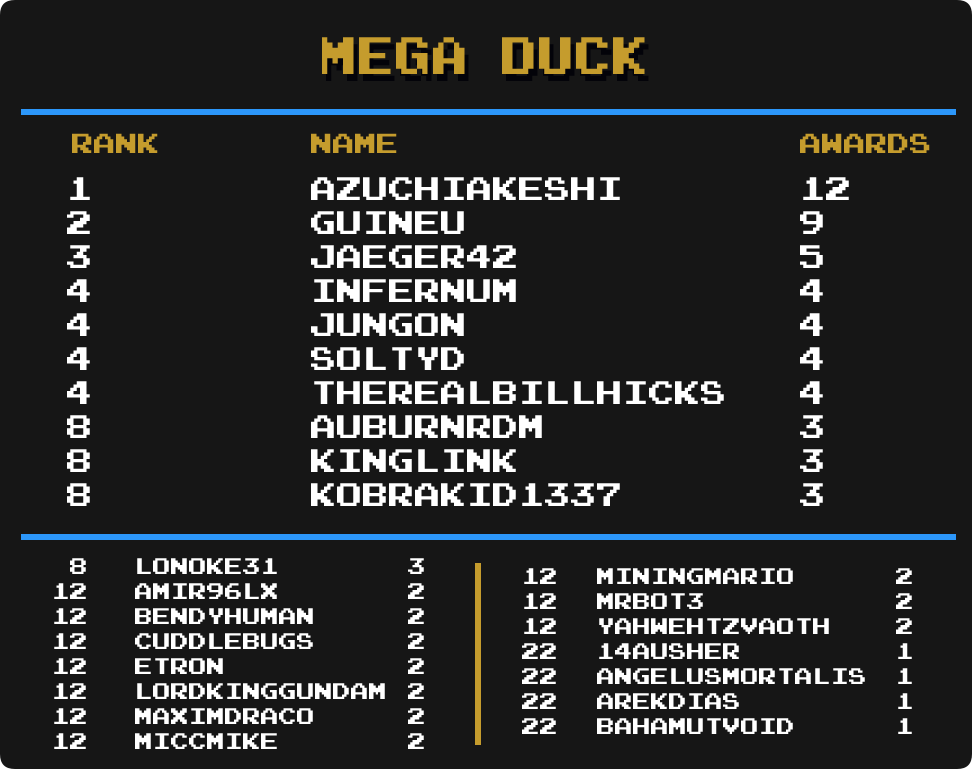 MEGA DUCK
RANK NAME AWARDS
1 AZUCHIAKESHI 12
2 GUINEU 9
3 JAEGER42 5
4 INFERNUM 4
4 JUNGON 4
4 SOLTYD 4
4 THEREALBILLHICKS 4
8 AUBURNRDM 3
8 KINGLINK 3
8 KOBRAKID1337 3
8 LONOKE31 3
12 AMIR96LX 2
12 BENDYHUMAN 2
12 CUDDLEBUGS 2
12 ETRON 2
12 LORDKINGGUNDAM 2
12 MAXIMDRACO 2
12 MICCMIKE 2
12 MININGMARIO 2
12 MRBOT3 2
12 YAHWEHTZVAOTH 2
22 14AUSHER 1
22 ANGELUSMORTALIS 1
22 AREKDIAS 1
22 BAHAMUTVOID 1